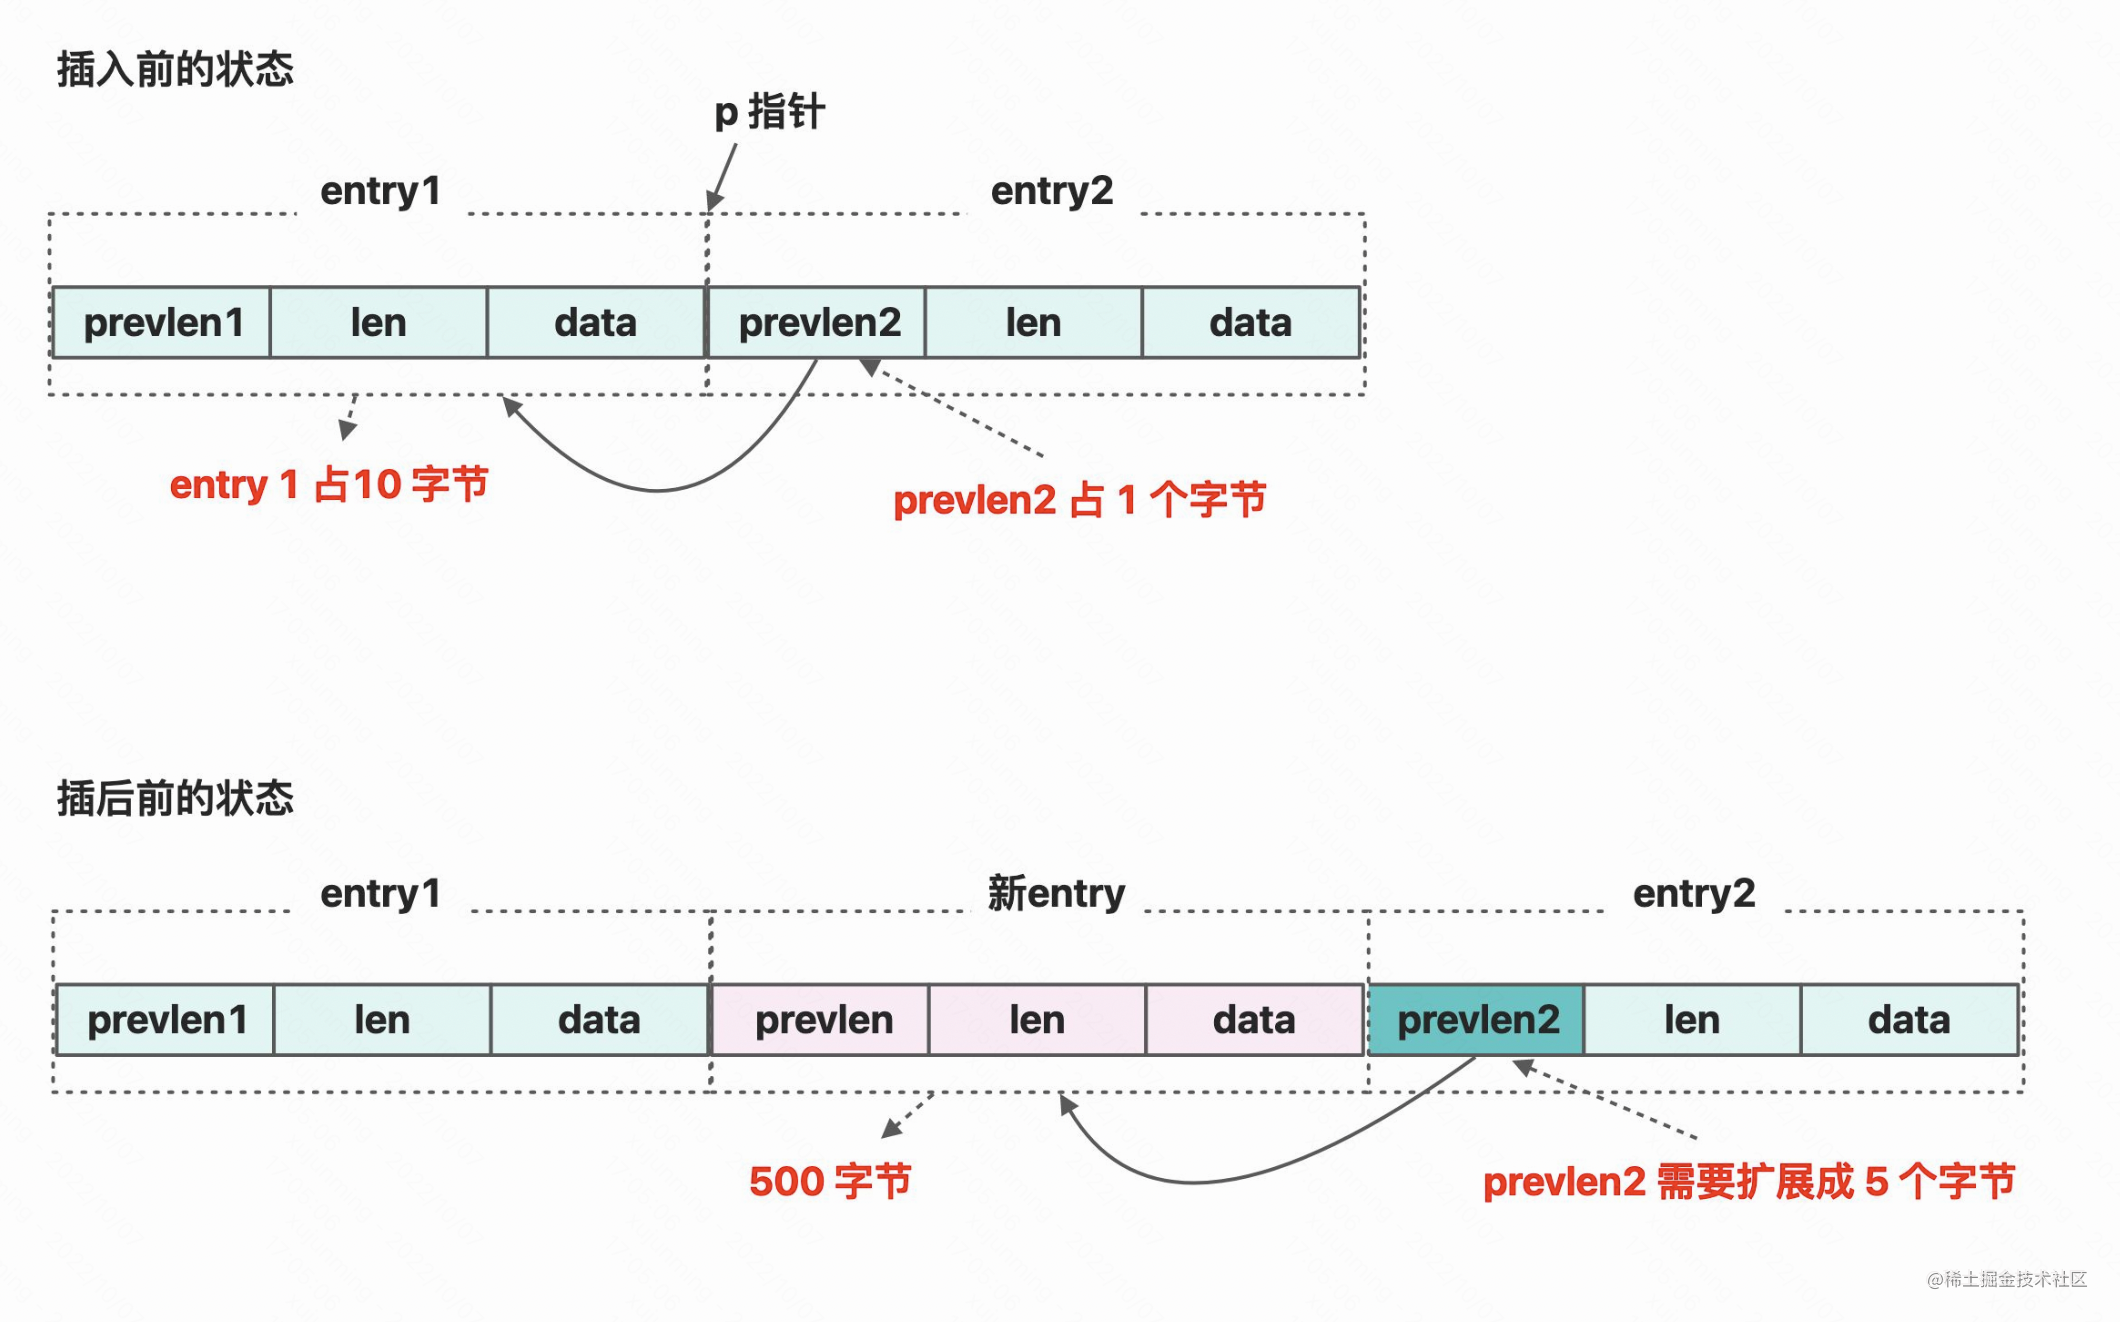 插入前的状态
p 指针
entry1
entry2
prevlen1 len data prevlen2 len data
entry 1 占10 字节
prevlen2 占 1 个字节
插后前的状态
entry1
新entry
entry2
prevlen1 len data prevlen len data prevlen2 len data
500 字节
prevlen2 需要扩展成 5 个字节
@稀土掘金技术社区